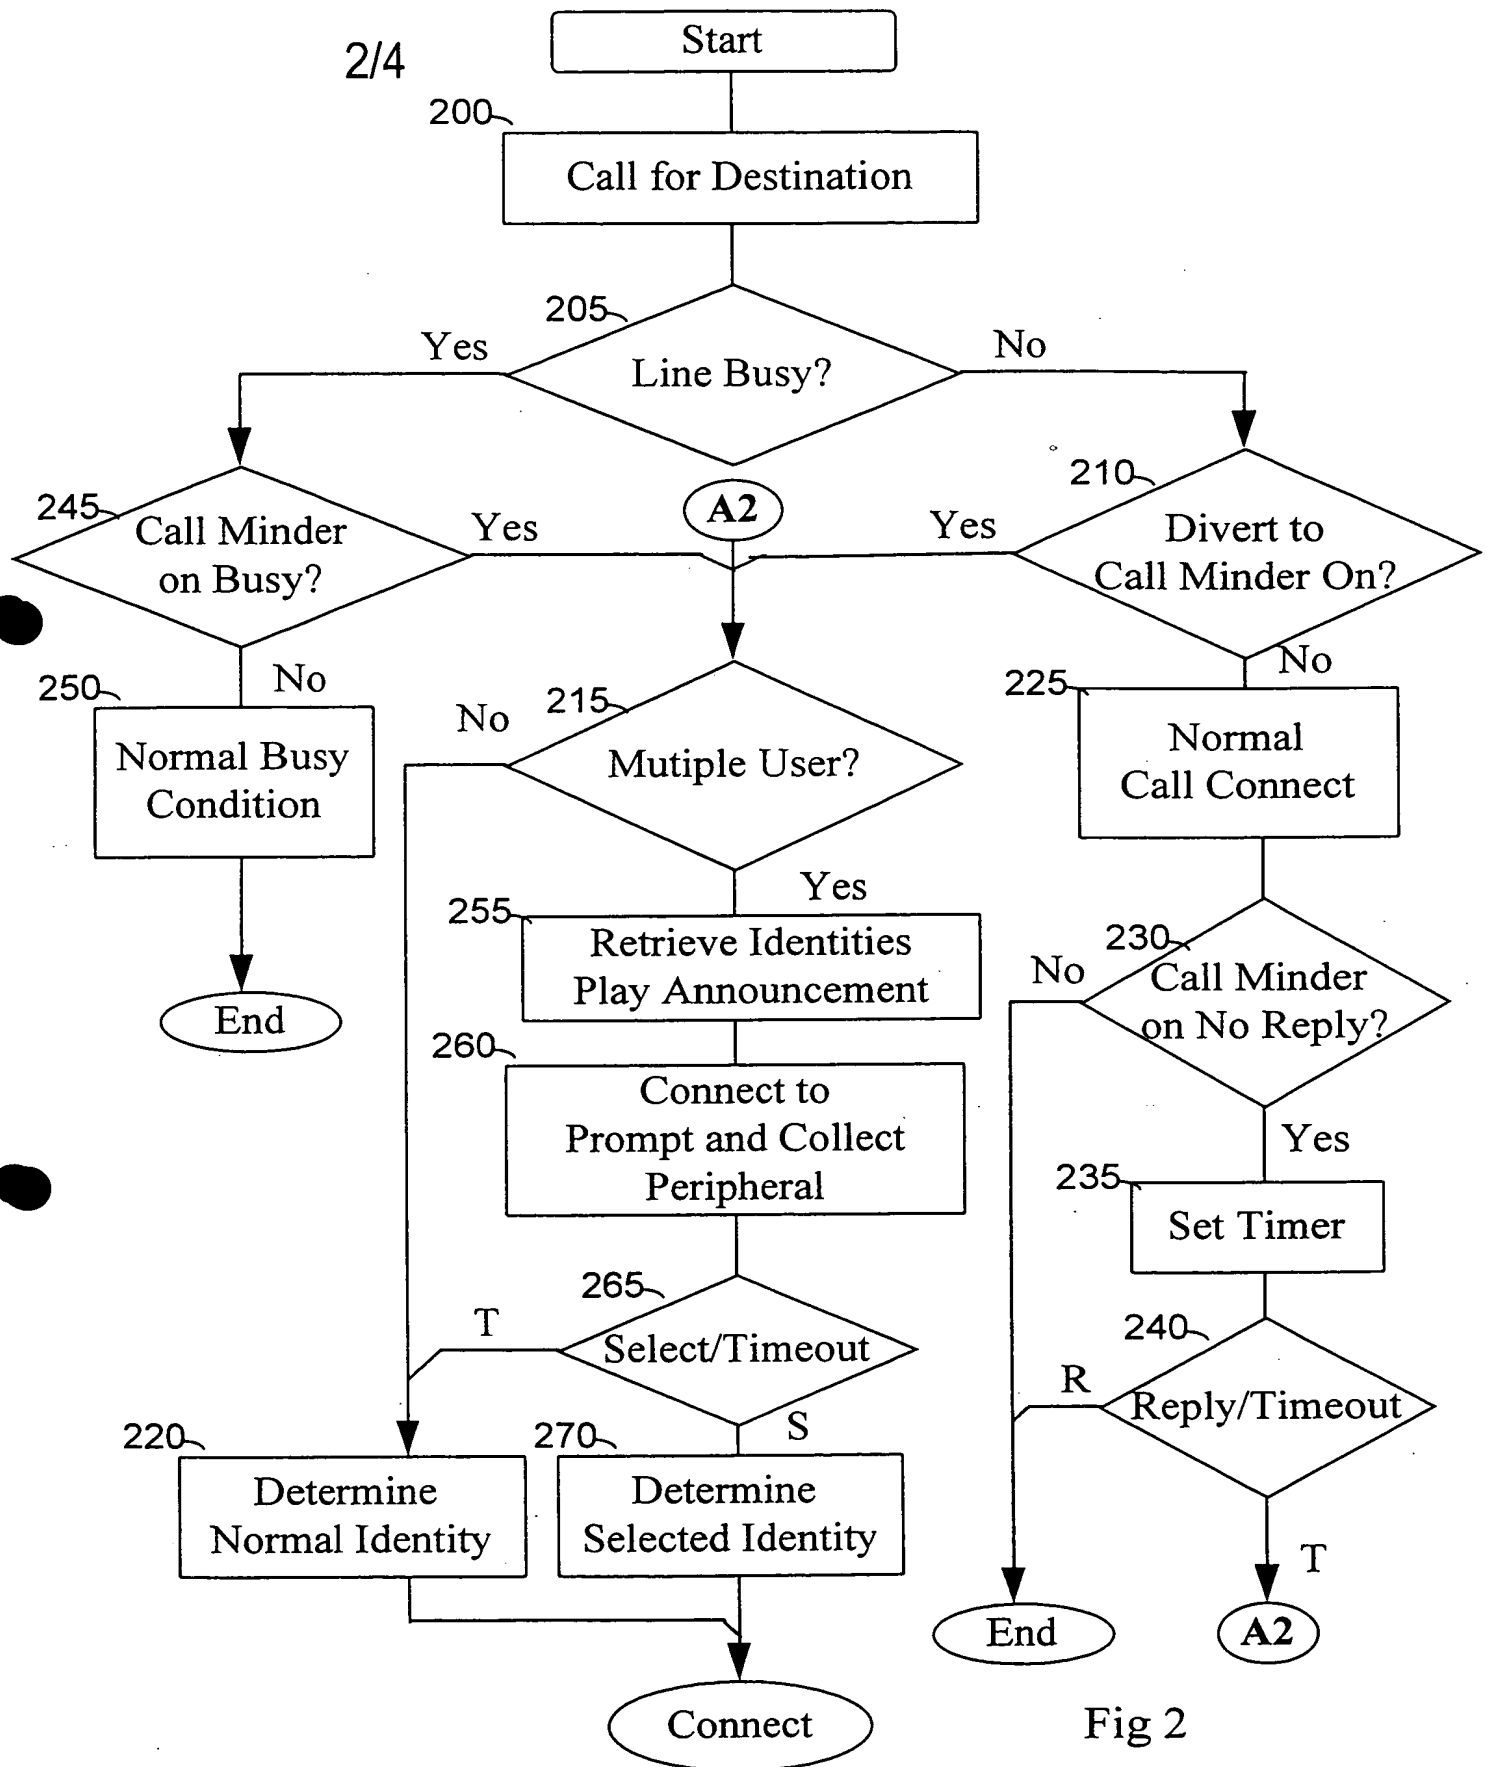 2/4
Start
200
Call for Destination
205
Line Busy?
Yes
No
245
Call Minder
on Busy?
Yes
A2
Yes
210
Divert to
Call Minder On?
No
250
Normal Busy
Condition
End
No
215
Mutiple User?
No
225
Normal
Call Connect
Yes
255
Retrieve Identities
Play Announcement
230
Call Minder
on No Reply?
No
260
Connect to
Prompt and Collect
Peripheral
Yes
235
Set Timer
265
Select/Timeout
T
S
240
Reply/Timeout
R
T
220
Determine
Normal Identity
270
Determine
Selected Identity
End
A2
Connect
Fig 2